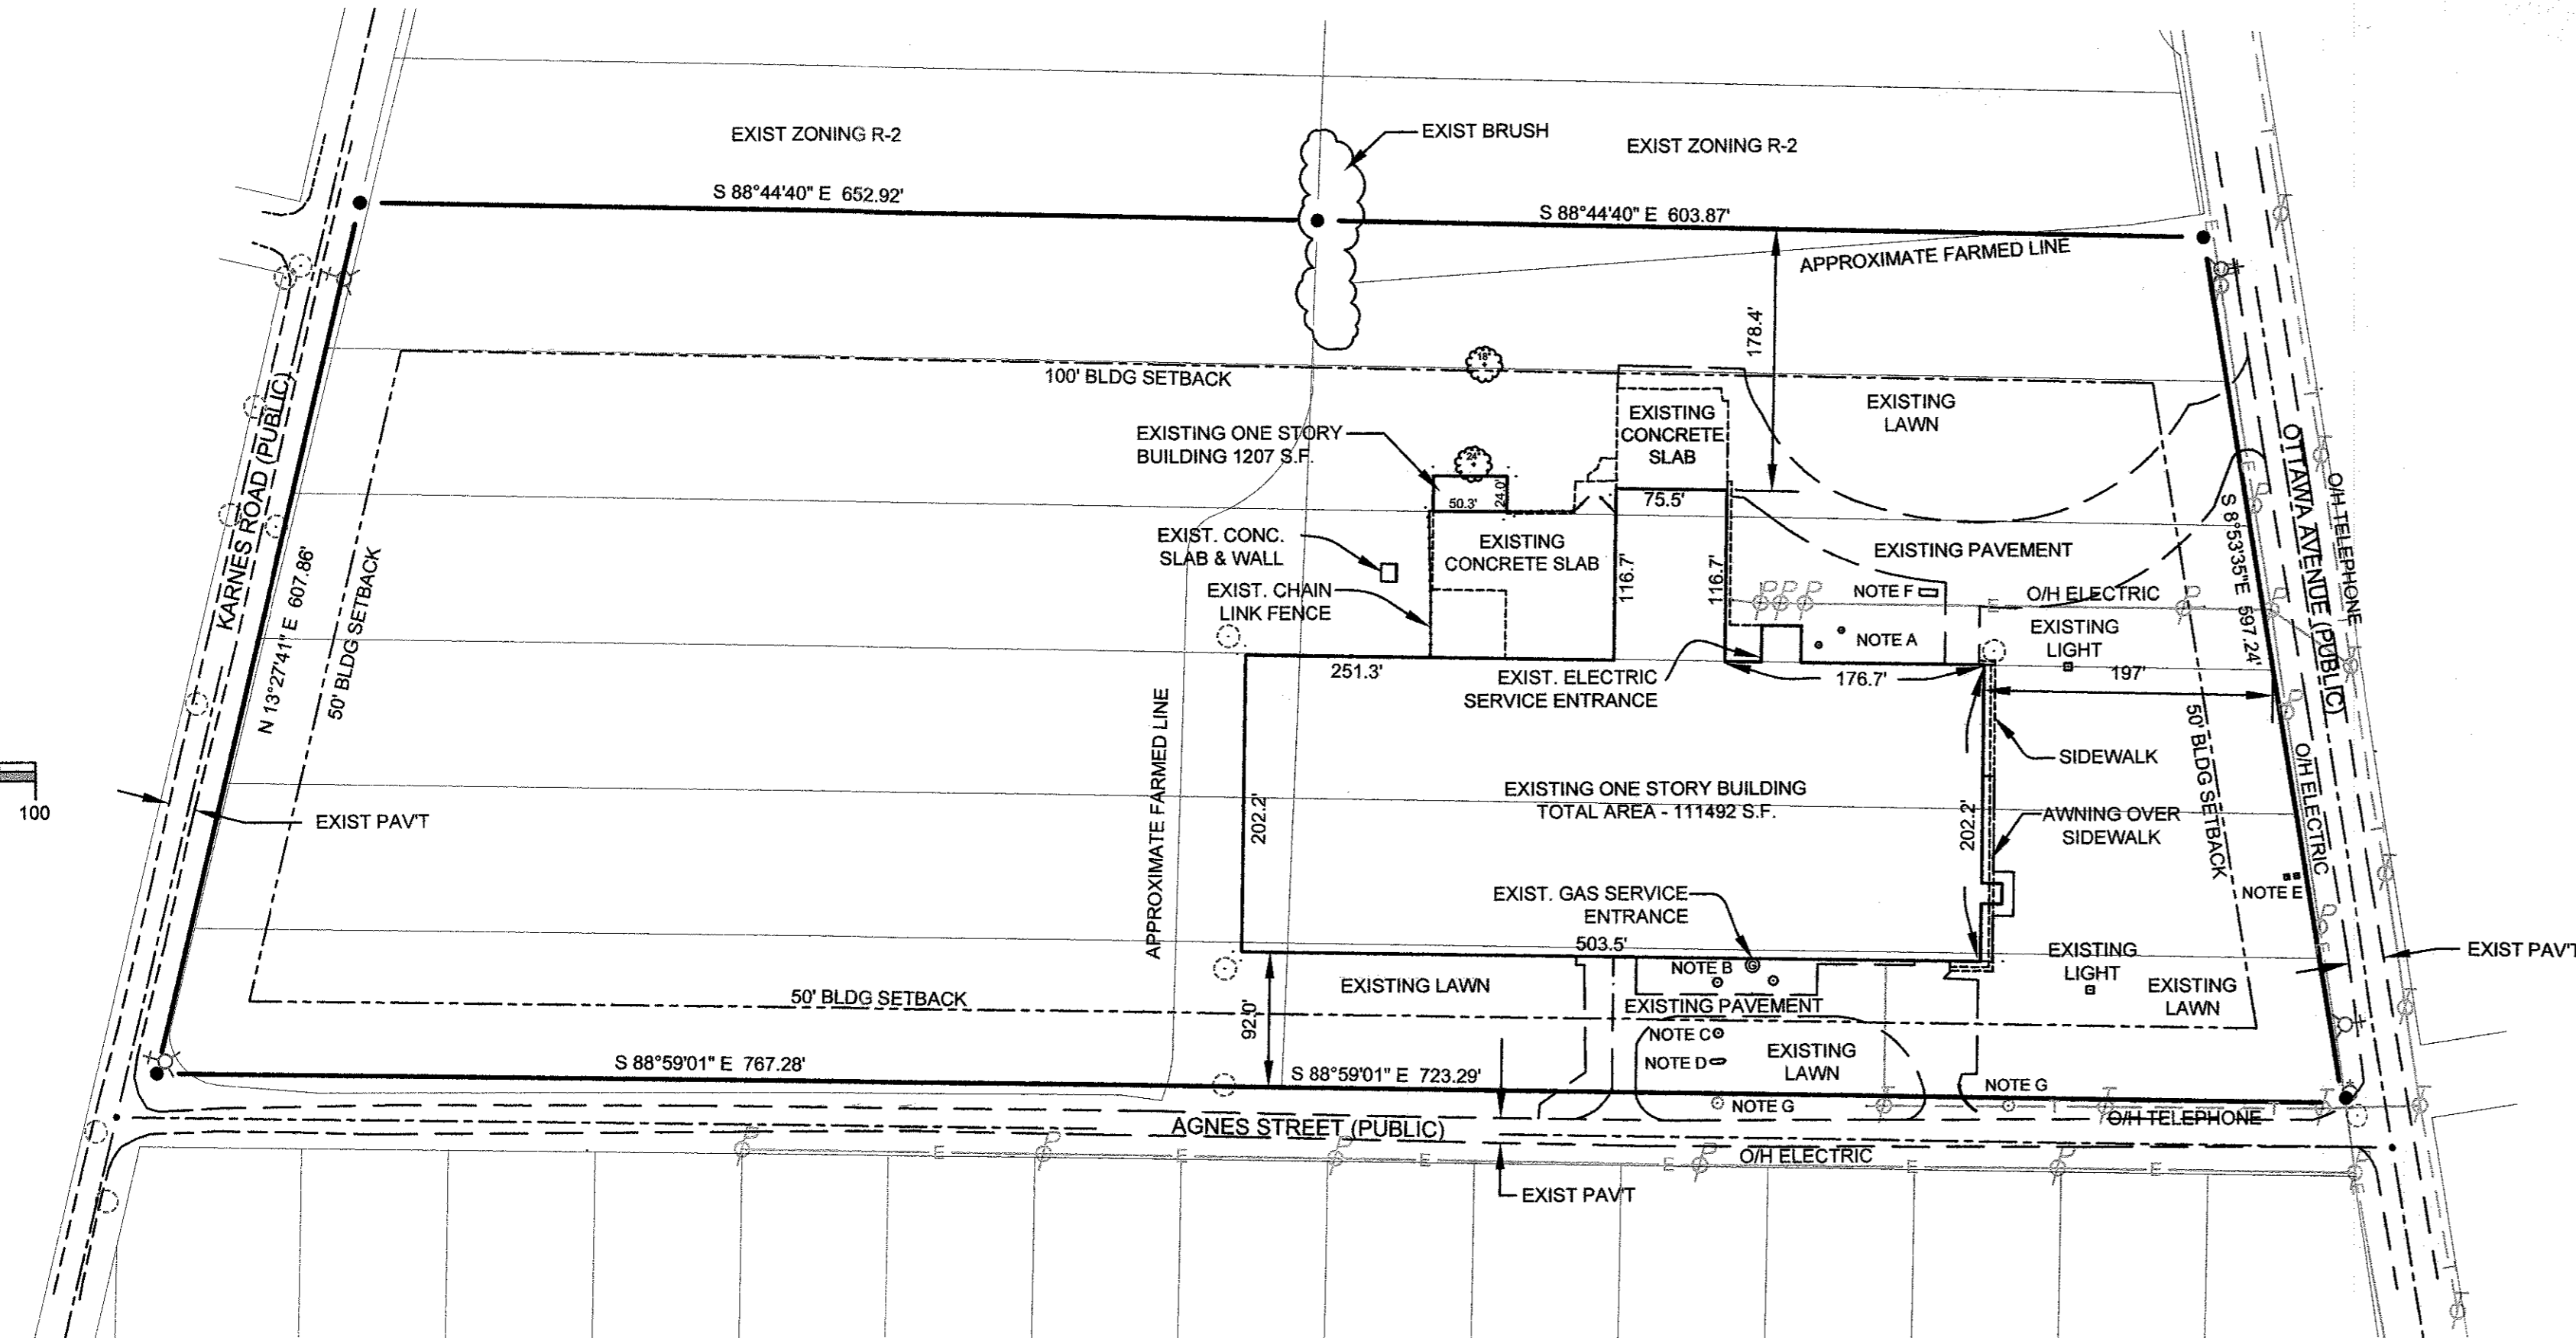 EXIST ZONING R-2
EXIST BRUSH
EXIST ZONING R-2
S 88°44'40" E 652.92'
S 88°44'40" E 603.87'
APPROXIMATE FARMED LINE
178.4'
18"
100' BLDG SETBACK
EXISTING
CONCRETE
SLAB
EXISTING
LAWN
EXISTING ONE STORY
BUILDING 1207 S.F.
24"
50.3'
24.0'
75.5'
KARNES ROAD (PUBLIC)
N 13°27'41" E 607.86'
50' BLDG SETBACK
EXIST. CONC.
SLAB & WALL
EXISTING
CONCRETE SLAB
EXIST. CHAIN
LINK FENCE
116.7'
116.7'
EXISTING PAVEMENT
P P P
NOTE F
E
O/H ELECTRIC
NOTE A
EXISTING
LIGHT
197'
OTTAWA AVENUE (PUBLIC)
O/H TELEPHONE
S 8°53'35"E 597.24'
251.3'
EXIST. ELECTRIC
SERVICE ENTRANCE
176.7'
50' BLDG SETBACK
SIDEWALK
O/H ELECTRIC
APPROXIMATE FARMED LINE
202.2'
EXISTING ONE STORY BUILDING
TOTAL AREA - 111492 S.F.
202.2'
AWNING OVER
SIDEWALK
100
EXIST PAV'T
NOTE E
EXIST. GAS SERVICE
ENTRANCE
503.5'
EXISTING
LIGHT
EXIST PAV'T
NOTE B
G
EXISTING LAWN
EXISTING
LAWN
50' BLDG SETBACK
EXISTING PAVEMENT
92.0'
NOTE C
NOTE D
EXISTING
LAWN
S 88°59'01" E 767.28'
S 88°59'01" E 723.29'
NOTE G
NOTE G
O/H TELEPHONE
AGNES STREET (PUBLIC)
O/H ELECTRIC
EXIST PAV'T